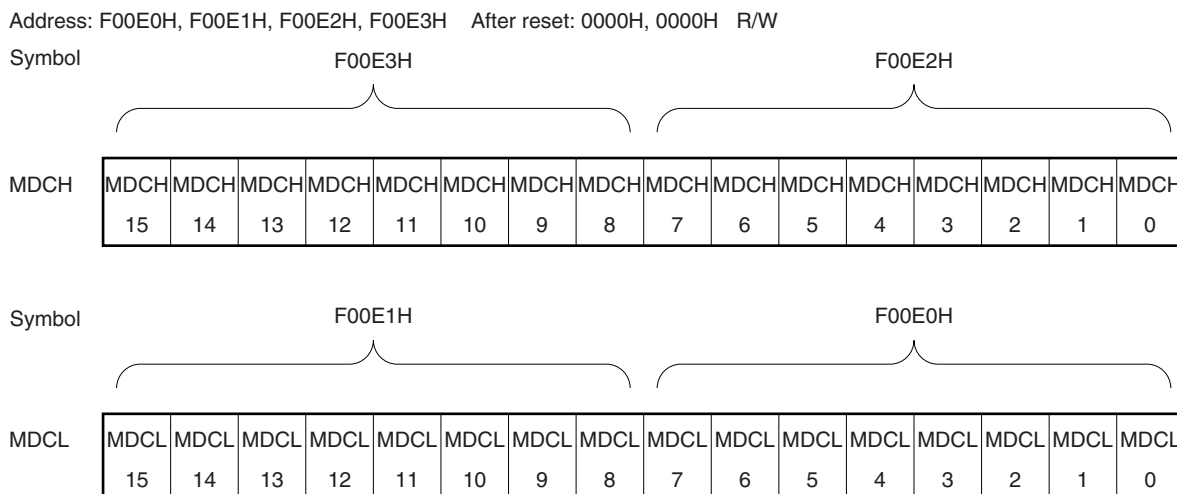 Address: F00E0H, F00E1H, F00E2H, F00E3H After reset: 0000H, 0000H R/W
Symbol F00E3H F00E2H
MDCH MDCH MDCH MDCH MDCH MDCH MDCH MDCH MDCH MDCH MDCH MDCH MDCH MDCH MDCH MDCH MDCH
15 14 13 12 11 10 9 8 7 6 5 4 3 2 1 0
Symbol F00E1H F00E0H
MDCL MDCL MDCL MDCL MDCL MDCL MDCL MDCL MDCL MDCL MDCL MDCL MDCL MDCL MDCL MDCL MDCL
15 14 13 12 11 10 9 8 7 6 5 4 3 2 1 0